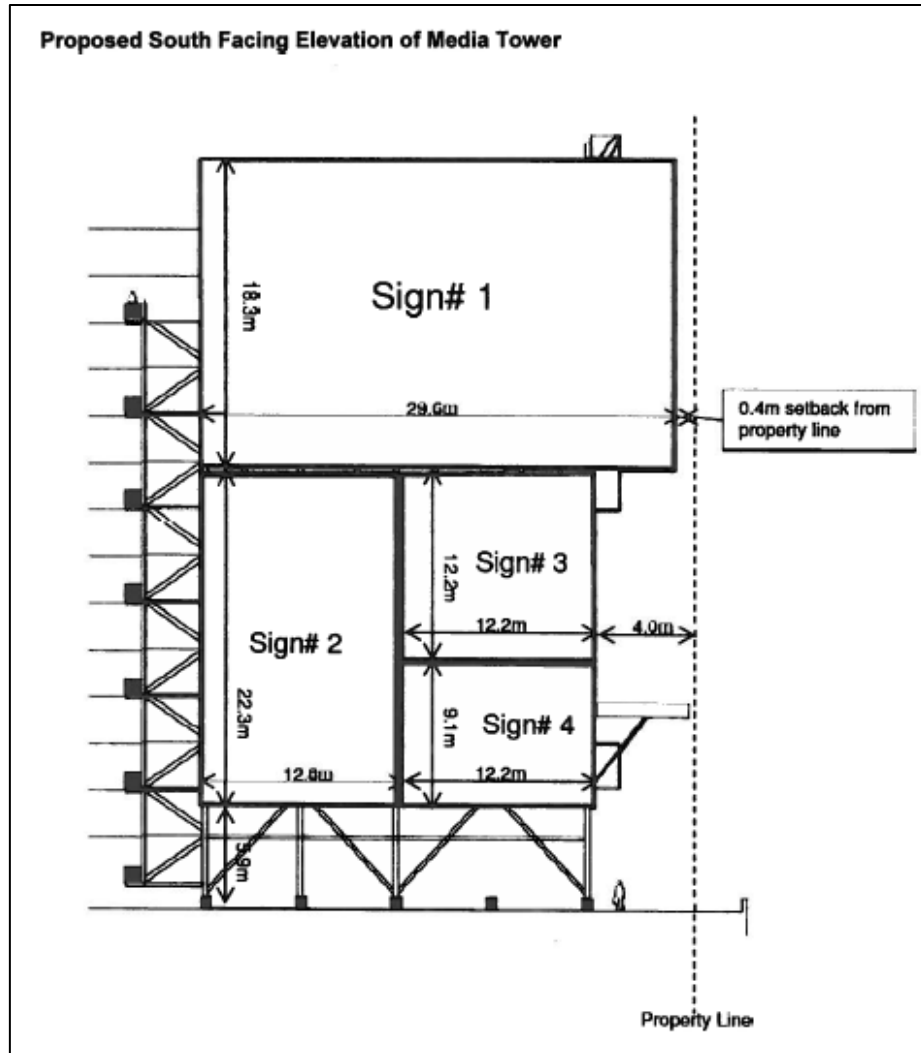 Proposed South Facing Elevation of Media Tower
Sign# 1
18.3m
29.6m
0.4m setback from
property line
Sign# 3
12.2m
12.2m
4.0m
Sign# 2
22.3m
Sign# 4
9.1m
12.2m
5.9m
Property Line